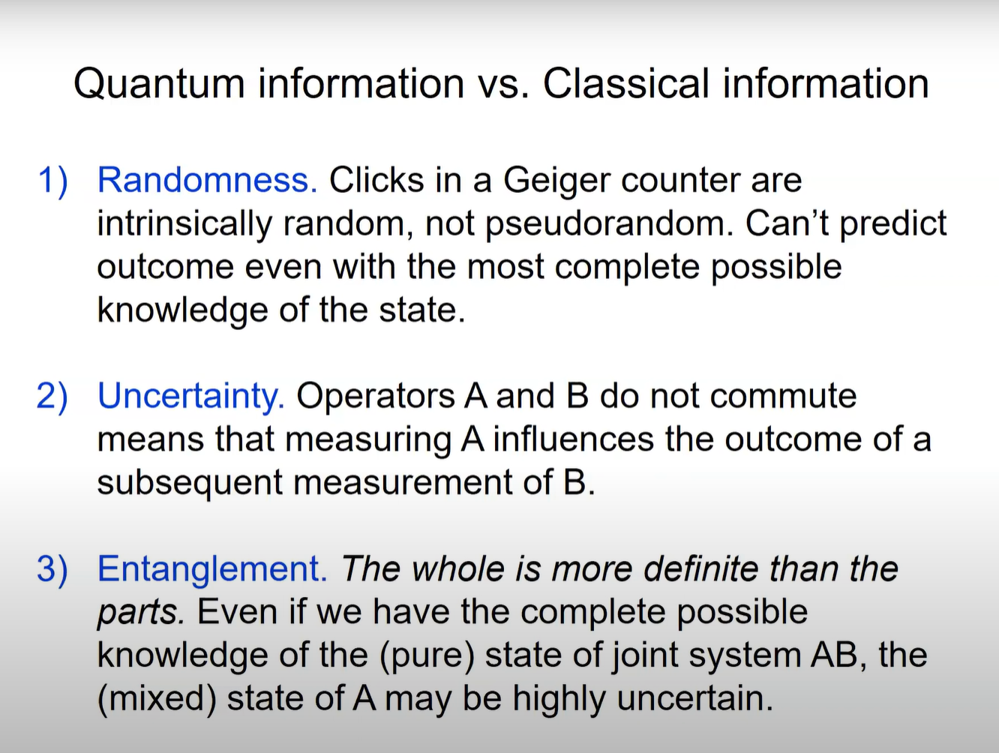 Quantum information vs. Classical information
1) Randomness. Clicks in a Geiger counter are
intrinsically random, not pseudorandom. Can’t predict
outcome even with the most complete possible
knowledge of the state.
2) Uncertainty. Operators A and B do not commute
means that measuring A influences the outcome of a
subsequent measurement of B.
3) Entanglement. The whole is more definite than the
parts. Even if we have the complete possible
knowledge of the (pure) state of joint system AB, the
(mixed) state of A may be highly uncertain.